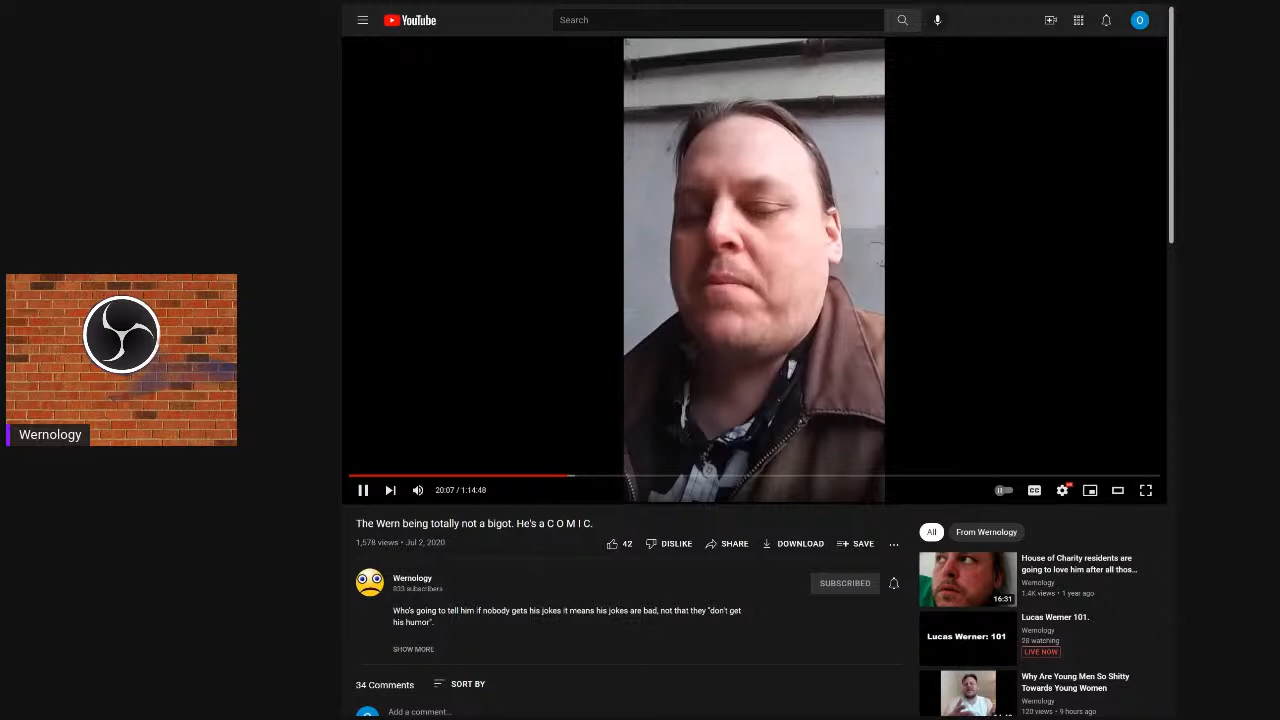 YouTube
Search
O
Wernology
20:07 / 1:14:48
CC
The Wern being totally not a bigot. He's a C O M I C.
1,578 views • Jul 2, 2020
42
DISLIKE
SHARE
DOWNLOAD
SAVE
...
Wernology
833 subscribers
SUBSCRIBED
Who's going to tell him if nobody gets his jokes it means his jokes are bad, not that they "don't get
his humor".
SHOW MORE
34 Comments
SORT BY
Add a comment...
All
From Wernology
House of Charity residents are
going to love him after all thos...
Wernology
1.4K views • 1 year ago
16:31
Lucas Werner: 101
Lucas Werner 101.
Wernology
28 watching
LIVE NOW
Why Are Young Men So Shitty
Towards Young Women
Wernology
120 views • 9 hours ago